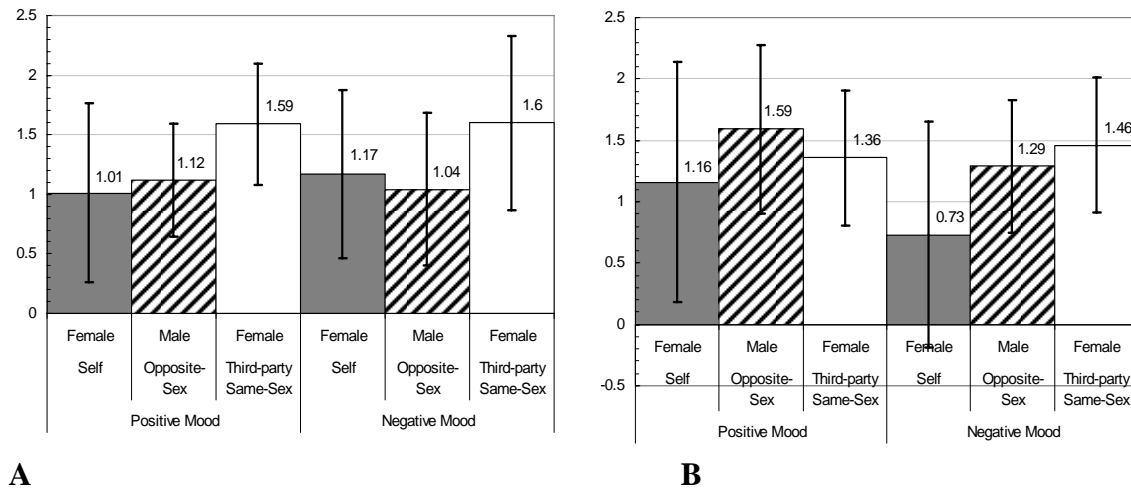 2.5
2
1.5
1
0.5
0
1.01
1.12
1.59
1.17
1.04
1.6
Female Male Female Female Male Female
Self Opposite- Third-party Self Opposite- Third-party
Sex Same-Sex Sex Same-Sex
Positive Mood Negative Mood
A
2.5
2
1.5
1
0.5
0
-0.5
1.16
1.59
1.36
0.73
1.29
1.46
Female Male Female Female Male Female
Self Opposite- Third-party Self Opposite- Third-party
Sex Same-Sex Sex Same-Sex
Positive Mood Negative Mood
B